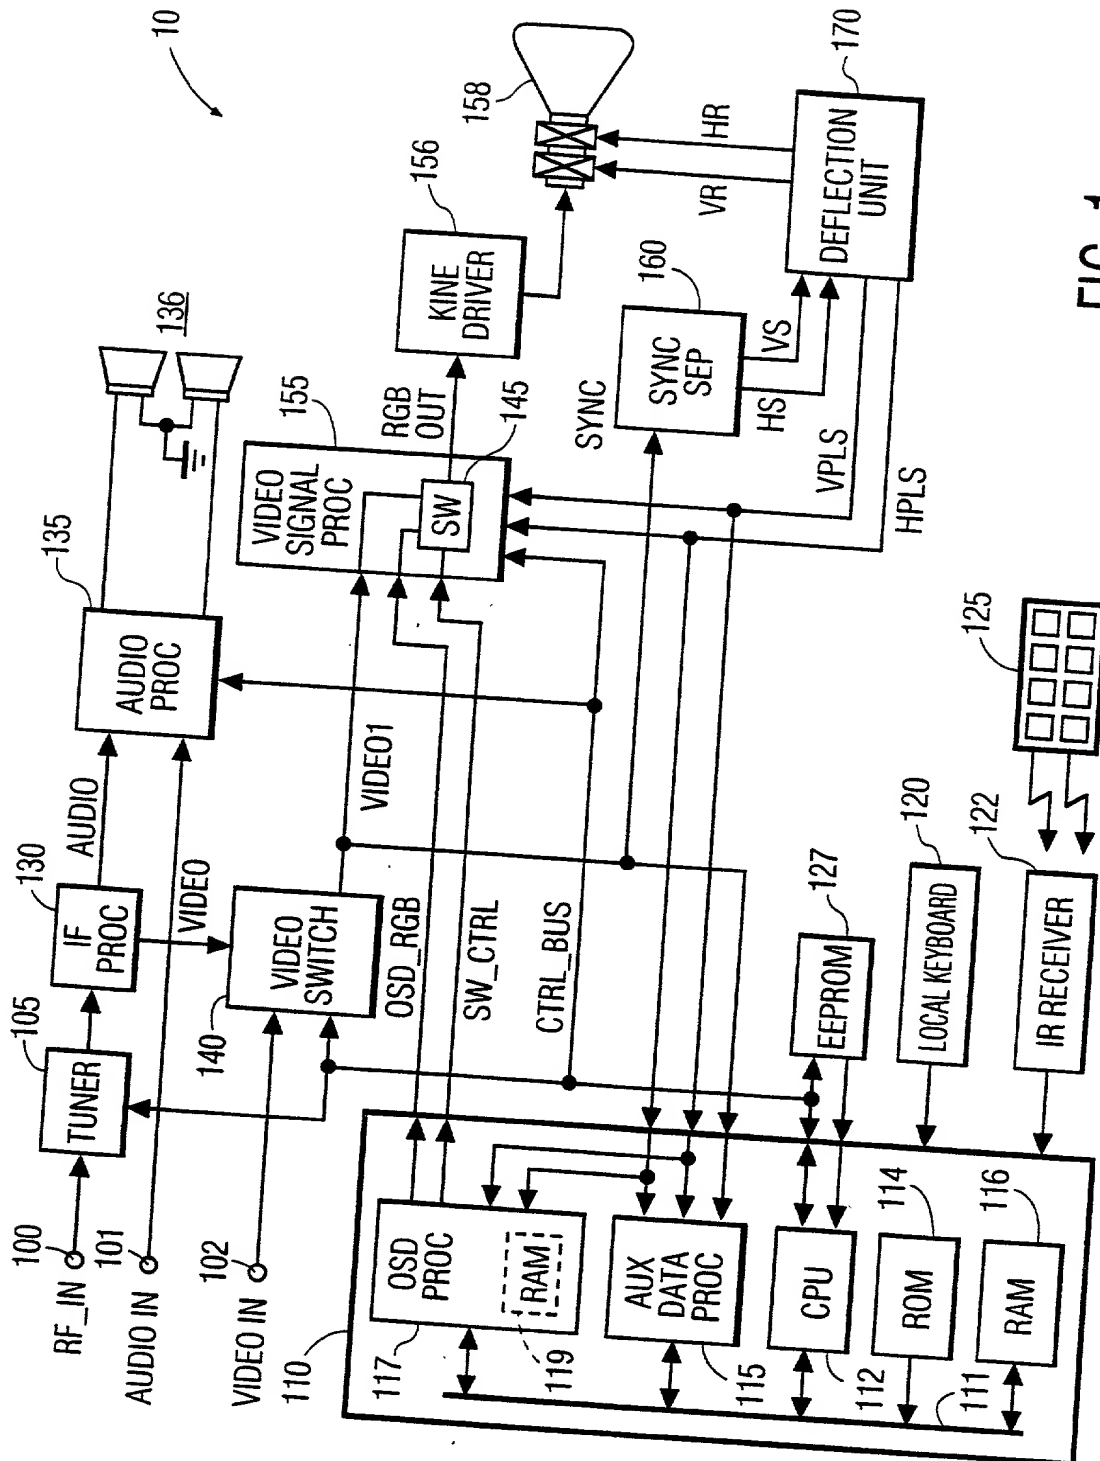 10
RF_IN
100
TUNER
105
IF
PROC
130
AUDIO
AUDIO
PROC
135
136
AUDIO IN
101
VIDEO
VIDEO IN
102
VIDEO
SWITCH
140
VIDEO1
OSD_RGB
SW_CTRL
CTRL_BUS
VIDEO
SIGNAL
PROC
155
SW
145
RGB
OUT
KINE
DRIVER
156
158
SYNC
SYNC
SEP
160
VS
HS
VR
HR
DEFLECTION
UNIT
170
VPLS
HPLS
110
OSD
PROC
117
RAM
119
AUX
DATA
PROC
115
CPU
112
ROM
114
RAM
116
111
EEPROM
127
LOCAL KEYBOARD
120
IR RECEIVER
122
125